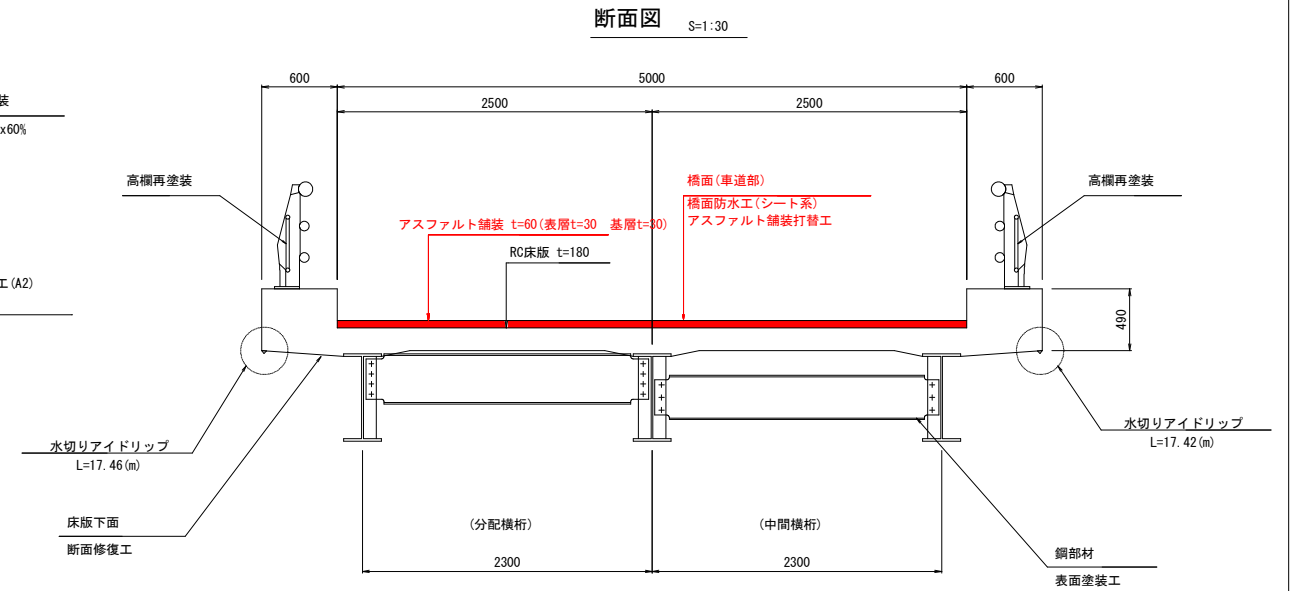 断面図 S=1:30
600 5000 600
2500 2500
装
x60%
高欄再塗装
橋面(車道部)
橋面防水工(シート系)
アスファルト舗装打替工
高欄再塗装
アスファルト舗装 t=60(表層t=30 基層t=30)
RC床版 t=180
工(A2)
490
水切りアイドリップ
L=17.46(m)
水切りアイドリップ
L=17.42(m)
床版下面
断面修復工
(分配横桁)
(中間横桁)
2300 2300
鋼部材
表面塗装工